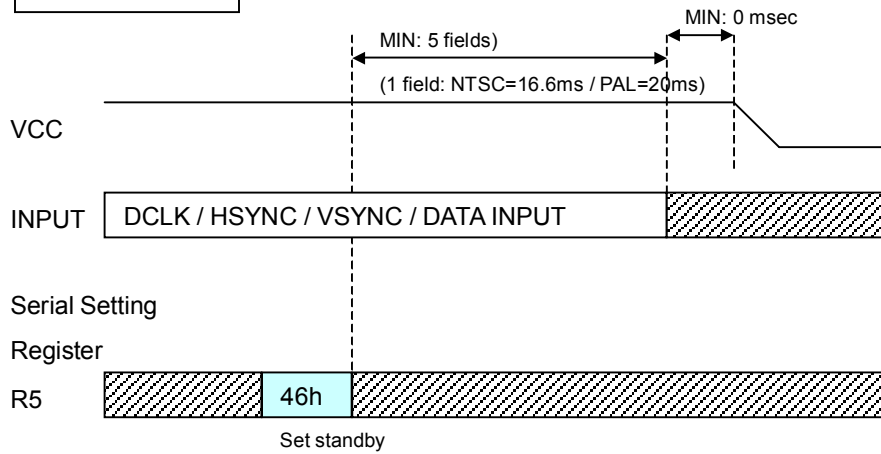 MIN: 0 msec
MIN: 5 fields)
(1 field: NTSC=16.6ms / PAL=20ms)
VCC
INPUT
DCLK / HSYNC / VSYNC / DATA INPUT
Serial Setting
Register
R5
46h
Set standby